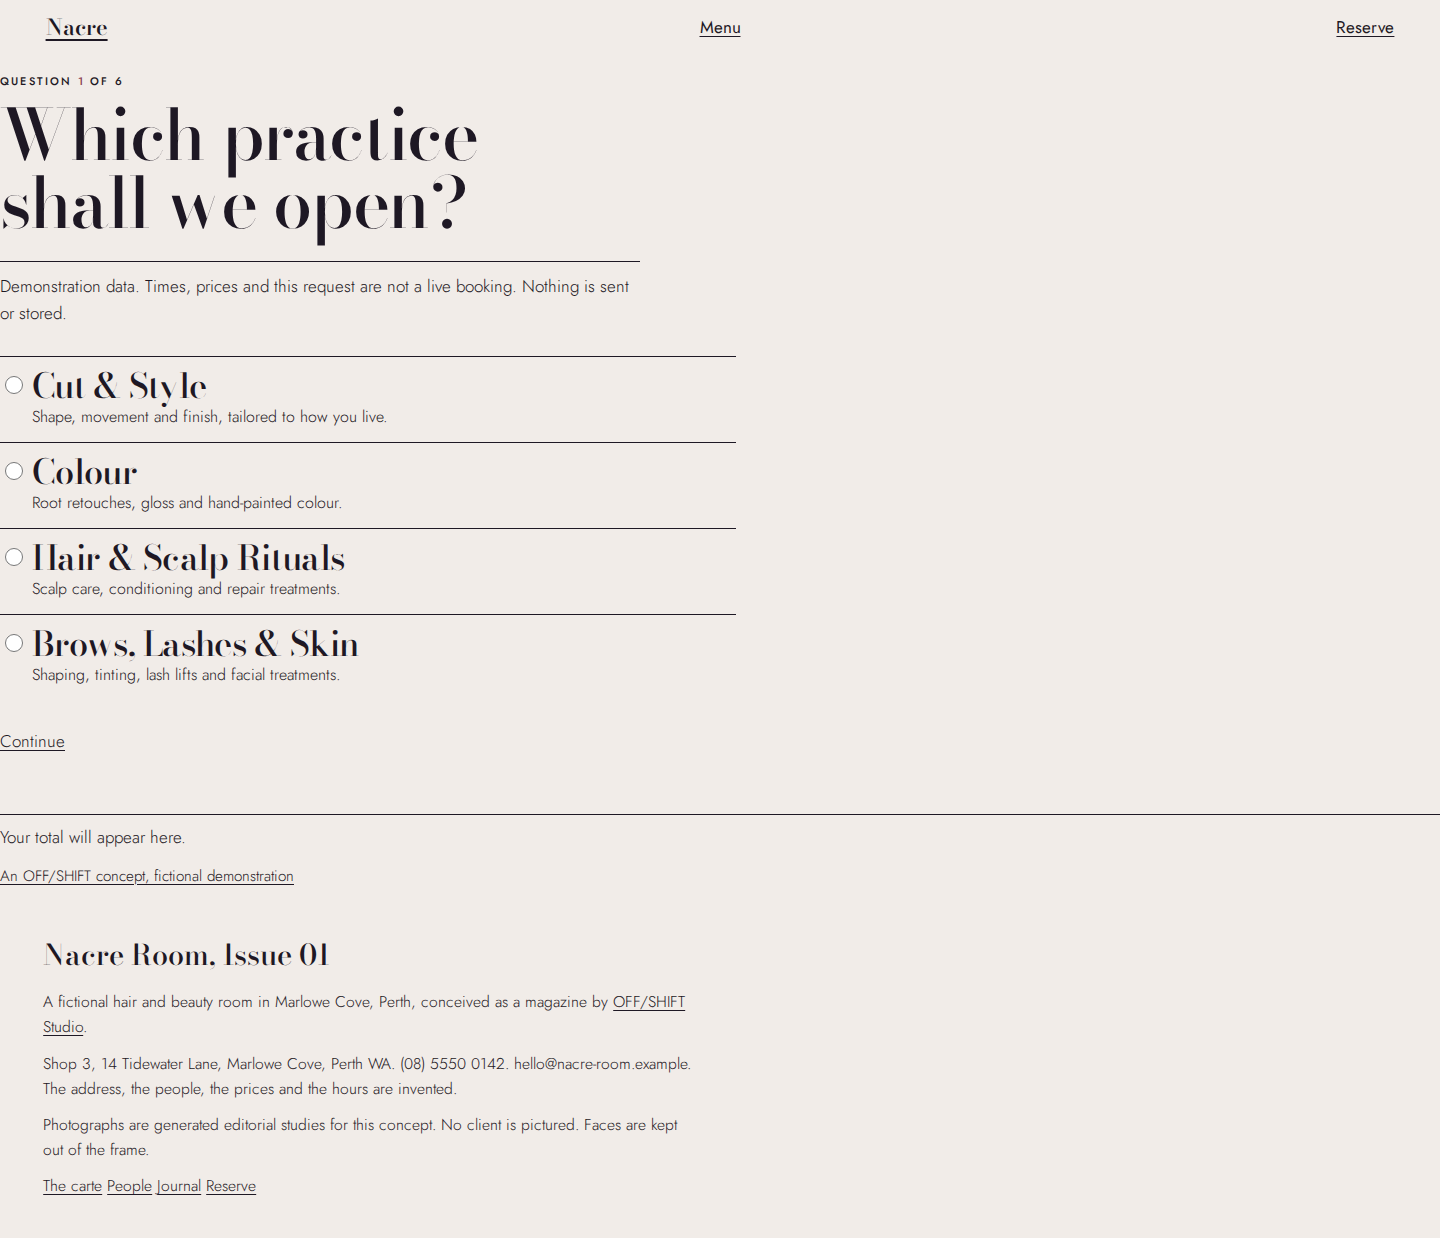 Nacre
Menu
Reserve
QUESTION 1 OF 6
Which practice
shall we open?
Demonstration data. Times, prices and this request are not a live booking. Nothing is sent
or stored.
Cut & Style
Shape, movement and finish, tailored to how you live.
Colour
Root retouches, gloss and hand-painted colour.
Hair & Scalp Rituals
Scalp care, conditioning and repair treatments.
Brows, Lashes & Skin
Shaping, tinting, lash lifts and facial treatments.
Continue
Your total will appear here.
An OFF/SHIFT concept, fictional demonstration
Nacre Room, Issue 01
A fictional hair and beauty room in Marlowe Cove, Perth, conceived as a magazine by OFF/SHIFT
Studio.
Shop 3, 14 Tidewater Lane, Marlowe Cove, Perth WA. (08) 5550 0142. hello@nacre-room.example.
The address, the people, the prices and the hours are invented.
Photographs are generated editorial studies for this concept. No client is pictured. Faces are kept
out of the frame.
The carte People Journal Reserve